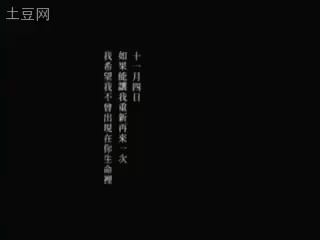 土豆网
十一月四日
如果能讓我重新再來一次
我希望我不曾出現在你生命裡